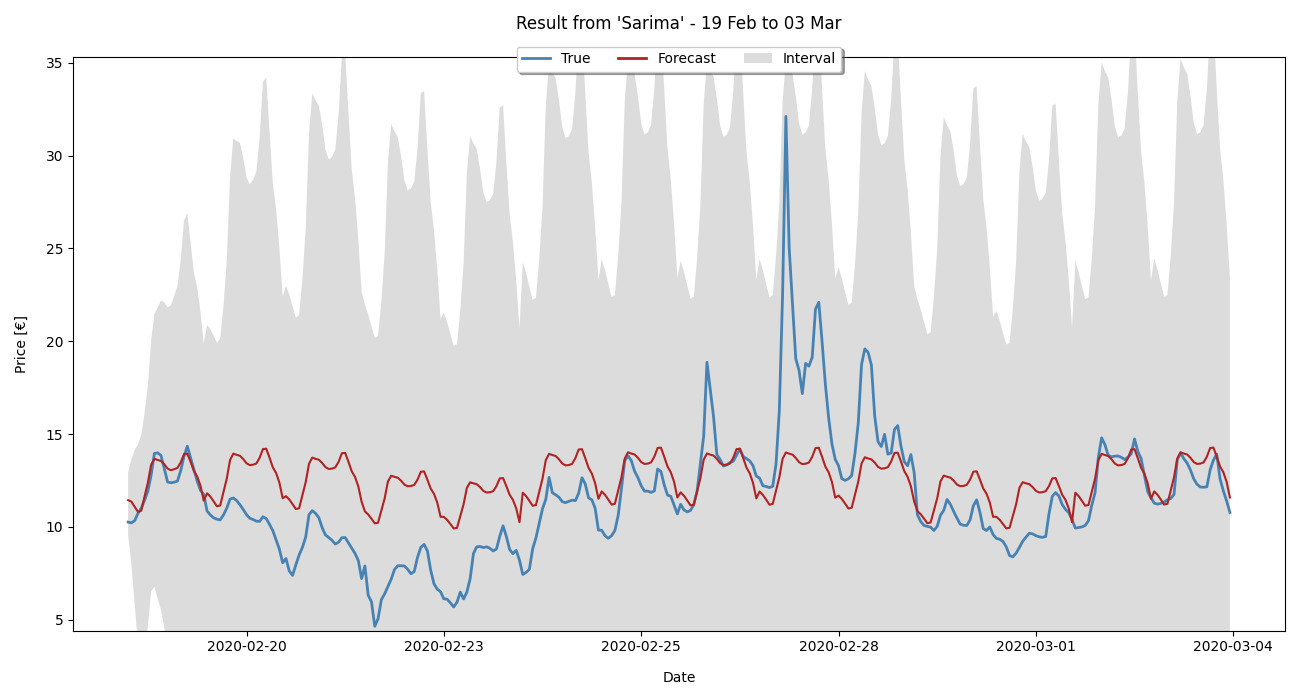 Result from 'Sarima' - 19 Feb to 03 Mar
True Forecast Interval
35
30
25
20
15
10
5
Price [€]
2020-02-20 2020-02-23 2020-02-25 2020-02-28 2020-03-01 2020-03-04
Date